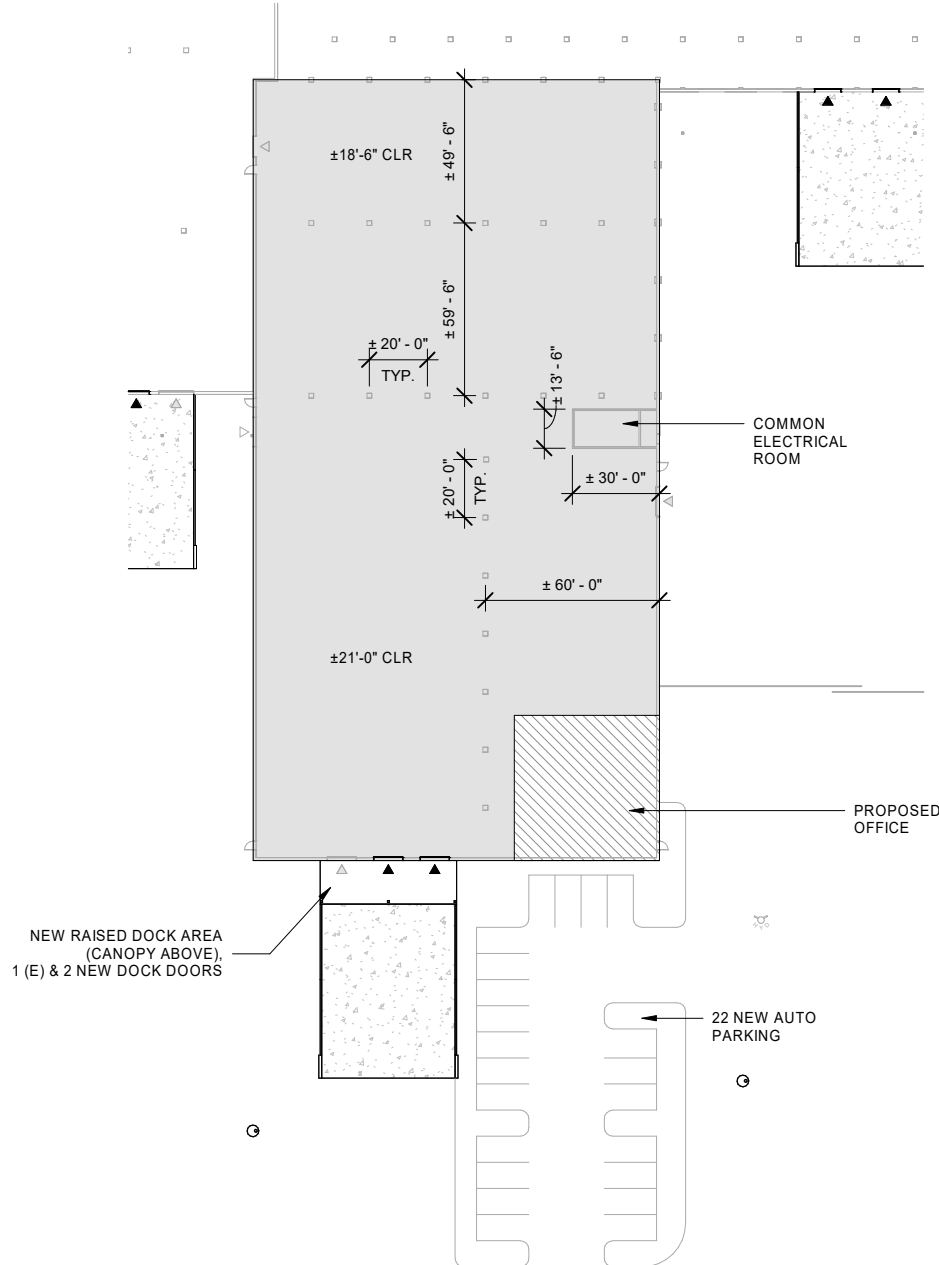 ±18'-6" CLR
± 49' - 6"
± 59' - 6"
± 20' - 0"
TYP.
± 13' - 6"
COMMON
ELECTRICAL
ROOM
± 30' - 0"
± 20' - 0"
TYP.
± 60' - 0"
±21'-0" CLR
PROPOSED
OFFICE
NEW RAISED DOCK AREA
(CANOPY ABOVE),
1 (E) & 2 NEW DOCK DOORS
22 NEW AUTO
PARKING